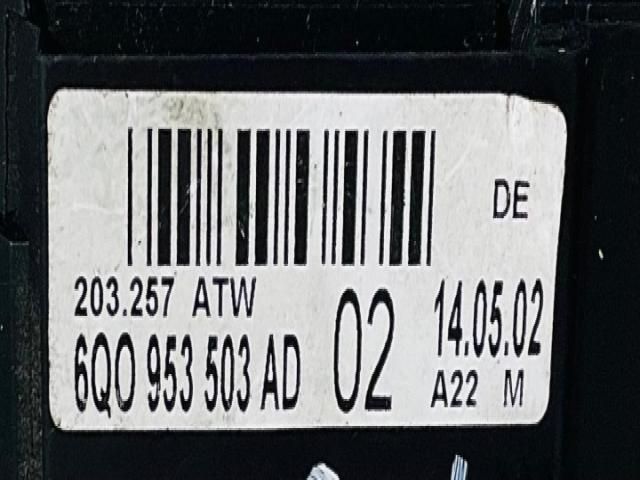 DE
203.257 ATW
6Q0 953 503 AD 02 14.05.02
A22 M